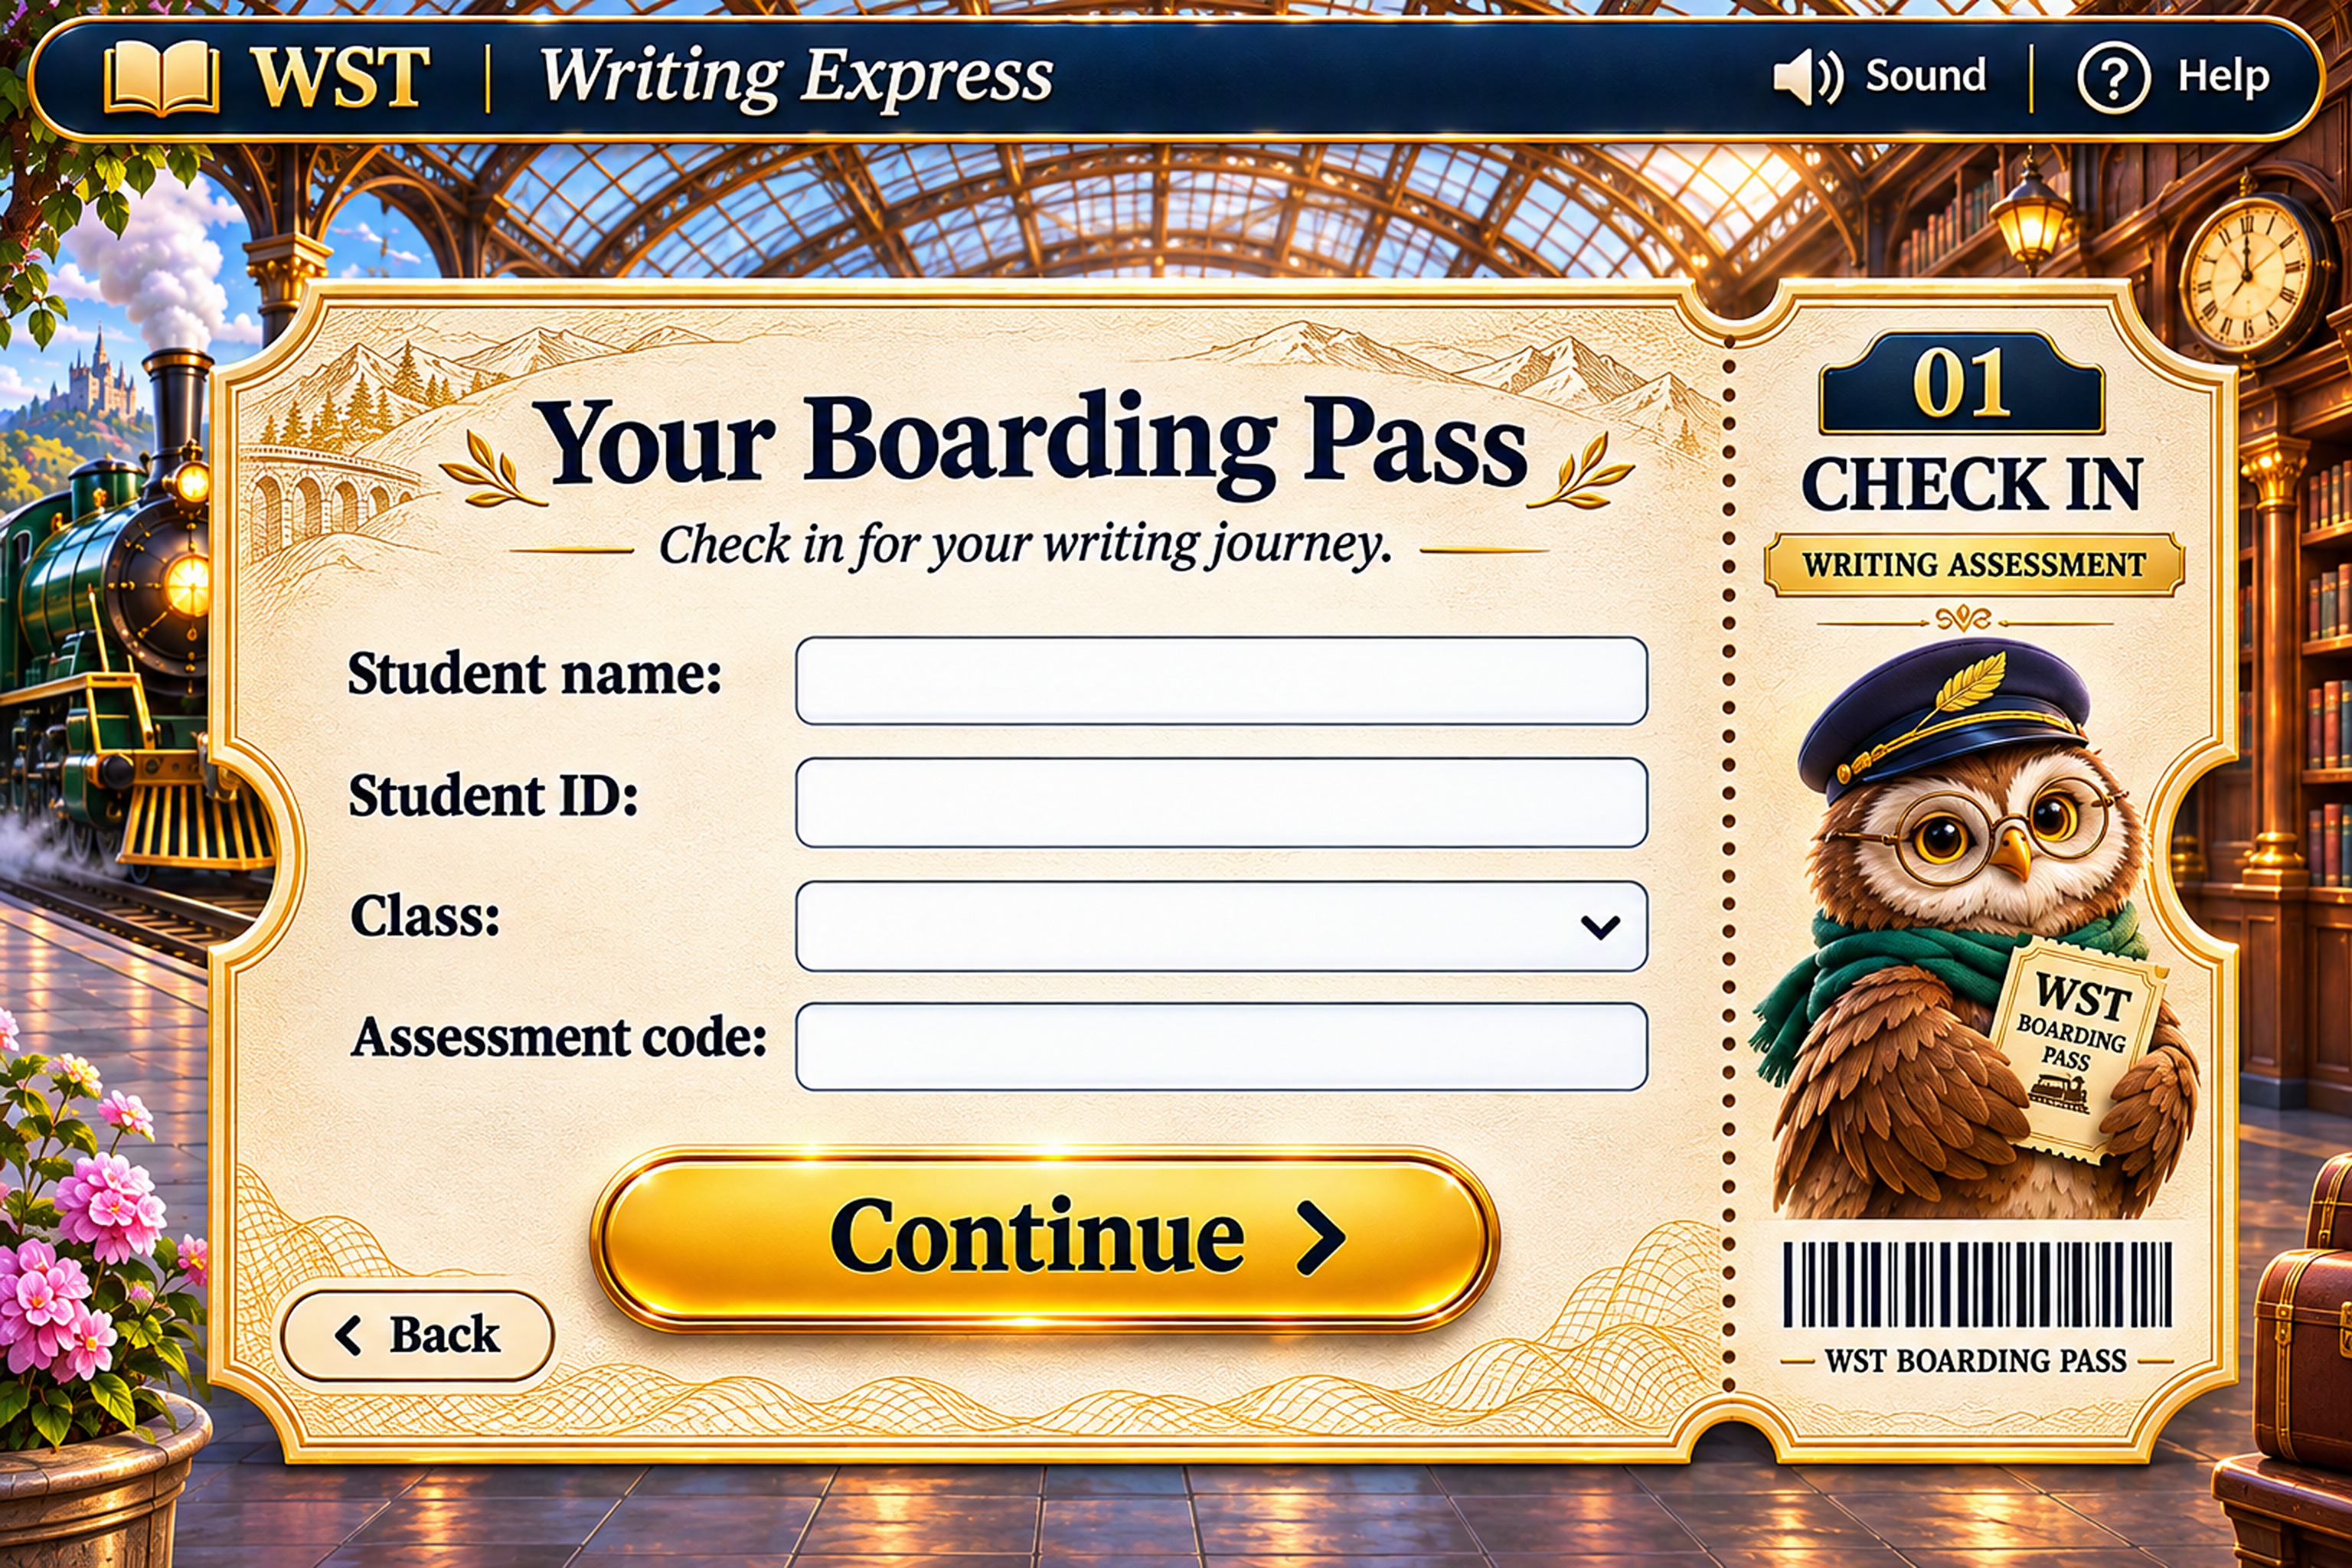 WST | Writing Express
Sound | Help
Your Boarding Pass
Check in for your writing journey.
Student name:
Student ID:
Class:
Assessment code:
Continue
Back
01
CHECK IN
WRITING ASSESSMENT
WST
BOARDING
PASS
WST BOARDING PASS